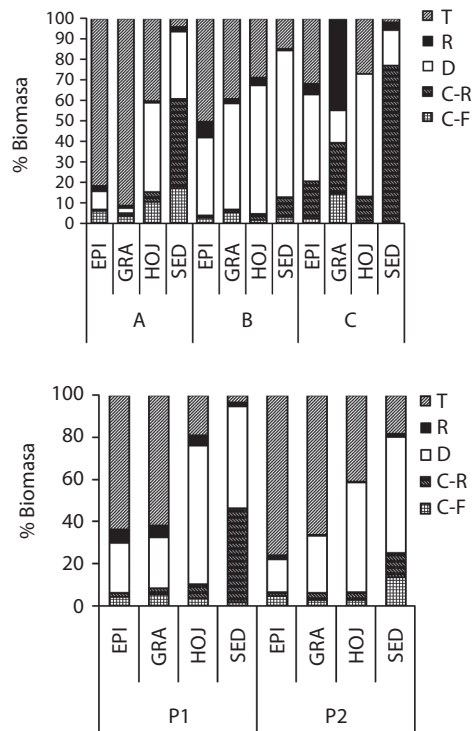 % Biomasa
100
90
80
70
60
50
40
30
20
10
0
EPI GRA HOJ SED EPI GRA HOJ SED EPI GRA HOJ SED
A B C
T
R
D
C-R
C-F
% Biomasa
100
80
60
40
20
0
EPI GRA HOJ SED EPI GRA HOJ SED
P1 P2
T
R
D
C-R
C-F